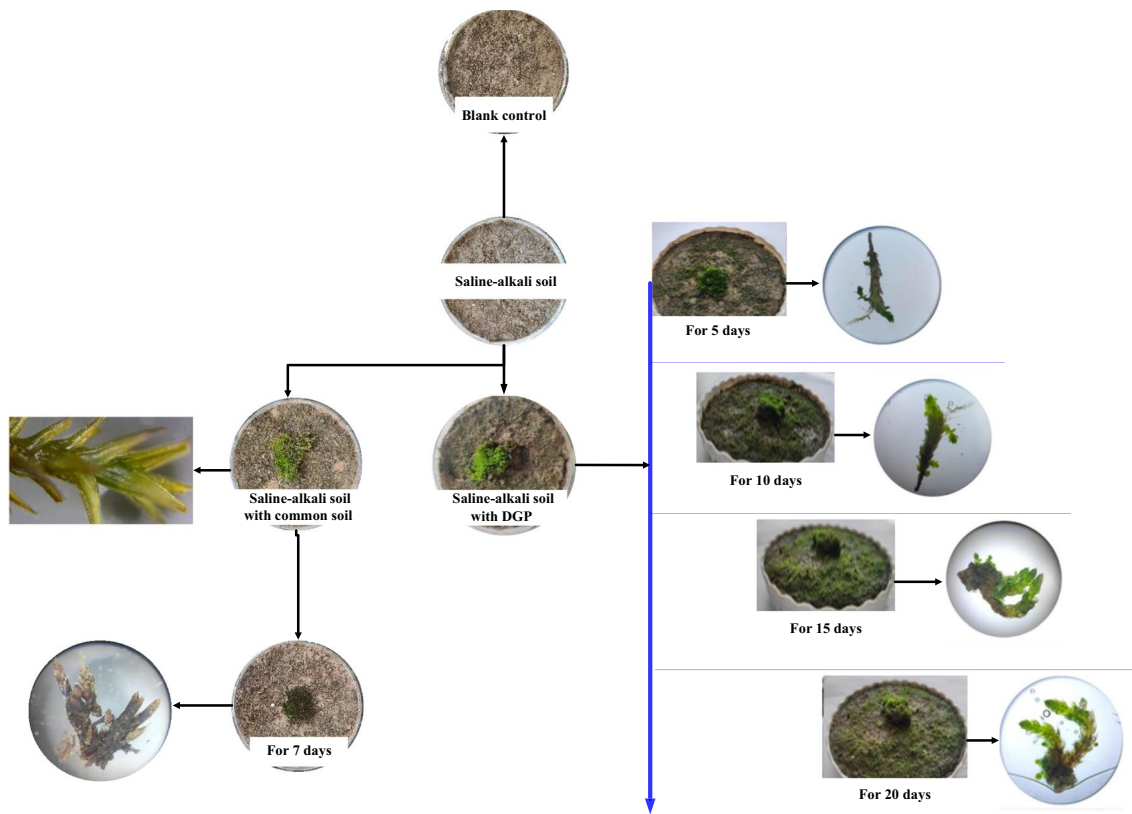 Blank control
Saline-alkali soil
Saline-alkali soil
with common soil
Saline-alkali soil
with DGP
For 7 days
For 5 days
For 10 days
For 15 days
For 20 days